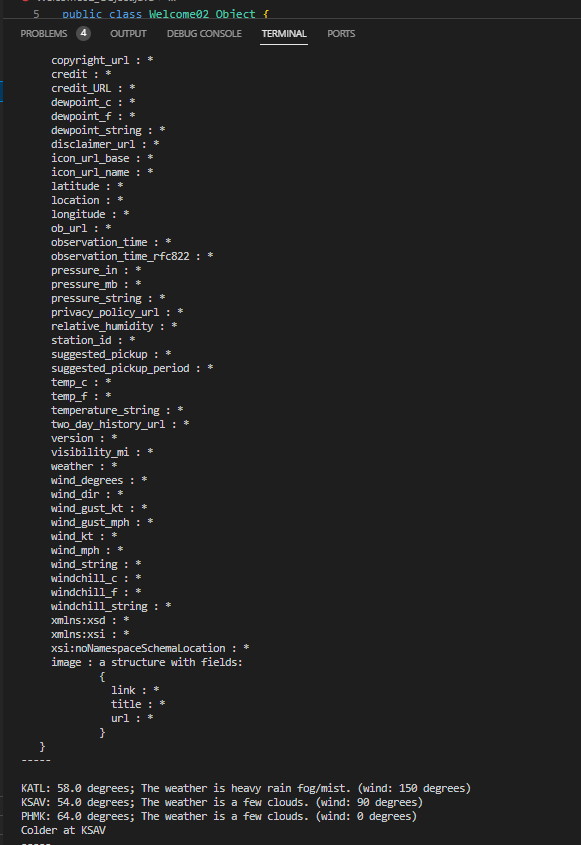 5 public class Welcome02_Object {
PROBLEMS 4 OUTPUT DEBUG CONSOLE TERMINAL PORTS
copyright_url : *
credit : *
credit_URL : *
dewpoint_c : *
dewpoint_f : *
dewpoint_string : *
disclaimer_url : *
icon_url_base : *
icon_url_name : *
latitude : *
location : *
longitude : *
ob_url : *
observation_time : *
observation_time_rfc822 : *
pressure_in : *
pressure_mb : *
pressure_string : *
privacy_policy_url : *
relative_humidity : *
station_id : *
suggested_pickup : *
suggested_pickup_period : *
temp_c : *
temp_f : *
temperature_string : *
two_day_history_url : *
version : *
visibility_mi : *
weather : *
wind_degrees : *
wind_dir : *
wind_gust_kt : *
wind_gust_mph : *
wind_kt : *
wind_mph : *
wind_string : *
windchill_c : *
windchill_f : *
windchill_string : *
xmlns:xsd : *
xmlns:xsi : *
xsi:noNamespaceSchemaLocation : *
image : a structure with fields:
{
link : *
title : *
url : *
}
}
-----
KATL: 58.0 degrees; The weather is heavy rain fog/mist. (wind: 150 degrees)
KSAV: 54.0 degrees; The weather is a few clouds. (wind: 90 degrees)
PHMK: 64.0 degrees; The weather is a few clouds. (wind: 0 degrees)
Colder at KSAV
-----